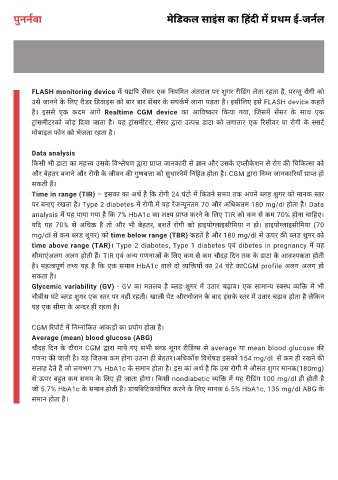 पुनर्नवा
मेडिकल साइंस का हिंदी में प्रथम ई-जर्नल
FLASH monitoring device में यद्यपि सेंसर एक नियमित अंतराल पर शुगर रीडिंग लेता रहता है, परन्तु रोगी को
उसे जानने के लिए रीडर डिवाइस को बार बार सेंसर के संपर्कमें लाना पड़ता है। इसीलिए इसे FLASH device कहते
है। इससे एक कदम आगे Realtime CGM device का आविष्कार किया गया, जिसमें सेंसर के साथ एक
ट्रांसमीटरको जोड़ दिया जाता है। यह ट्रांसमीटर, सेंसर द्वारा उत्पन्न डाटा को लगातार एक रिसीवर या रोगी के स्मार्ट
मोबाइल फोन को भेजता रहता है।
Data analysis
किसी भी डाटा का महत्त्व उसके विश्लेषण द्वारा प्राप्त जानकारी से ज्ञान और उसके एप्लीकेशन से रोग की चिकित्सा को
और बेहतर बनाने और रोगी के जीवन की गुणवत्ता को सुधारनेमें निहित होता है। CGM द्वारा निम्न जानकारियाँ प्राप्त हो
सकती हैं।
Time in range (TIR) – इसका का अर्थ है कि रोगी 24 घंटो में कितने समय तक अपने ब्लड शुगर को मानक स्तर
पर बनाए रखता है। Type 2 diabetes में रोगी में यह रेंजन्यूनतम 70 और अधिकतम 180 mg/dl होता है। Data
analysis में यह पाया गया है कि 7% HbA1c का लक्ष्य प्राप्त करने के लिए TIR को कम से कम 70% होना चाहिए।
यदि यह 70% से अधिक है तो और भी बेहतर, बशर्ते रोगी को हाइपोग्लाइसीमिया न हो। हाइपोग्लाइसीमिया (70
mg/dl से कम ब्लड शुगर) को time below range (TBR) कहते है और 180 mg/dl से ऊपर की ब्लड शुगर को
time above range (TAR)। Type 2 diabetes, Type 1 diabetes एवं dibetes in pregnancy में यह
सीमाएंअलग अलग होती हैं। TIR एवं अन्य गणनाओं के लिए कम से कम चौदह दिन तक के डाटा के आवश्यकता होती
है। महत्वपूर्ण तथ्य यह है कि एक समान HbA1C वाले दो व्यक्तियों का 24 घंटे काCGM profile अलग अलग हो
सकता है।
Glycemic variability (GV) - GV का मतलब है ब्लड शुगर में उतार चढ़ाव। एक सामान्य स्वस्थ व्यक्ति में भी
चौबीस घंटे ब्लड शुगर एक स्तर पर नहीं रहती। खाली पेट औरभोजन के बाद इसके स्तर में उतार चढाव होता है लेकिन
यह एक सीमा के अन्दर ही रहता है।
CGM रिपोर्ट में निम्नांकित आंकड़ों का प्रयोग होता है।
Average (mean) blood glucose (ABG)
चौदह दिन के दौरान CGM द्वारा मापे गए सभी ब्लड शुगर रीडिंग्स से average या mean blood glucose की
गणना की जाती है। यह जितना कम होगा उतना ही बेहतर।अधिकांश विशेषज्ञ इसको 154 mg/dl से कम ही रखने की
सलाह देते हैं जो लगभग 7% HbA1c के समान होता है। इस का अर्थ है कि उस रोगी में औसत शुगर मानक(180mg)
से ऊपर बहुत कम समय के लिए ही जाता होगा। किसी nondiabetic व्यक्ति में यह रीडिंग 100 mg/dl ही होती है
जो 5.7% HbA1c के समान होती है। डायबिटिकयोषित करने के लिए मानक 6.5% HbA1c, 135 mg/dl ABG के
समान होता है।